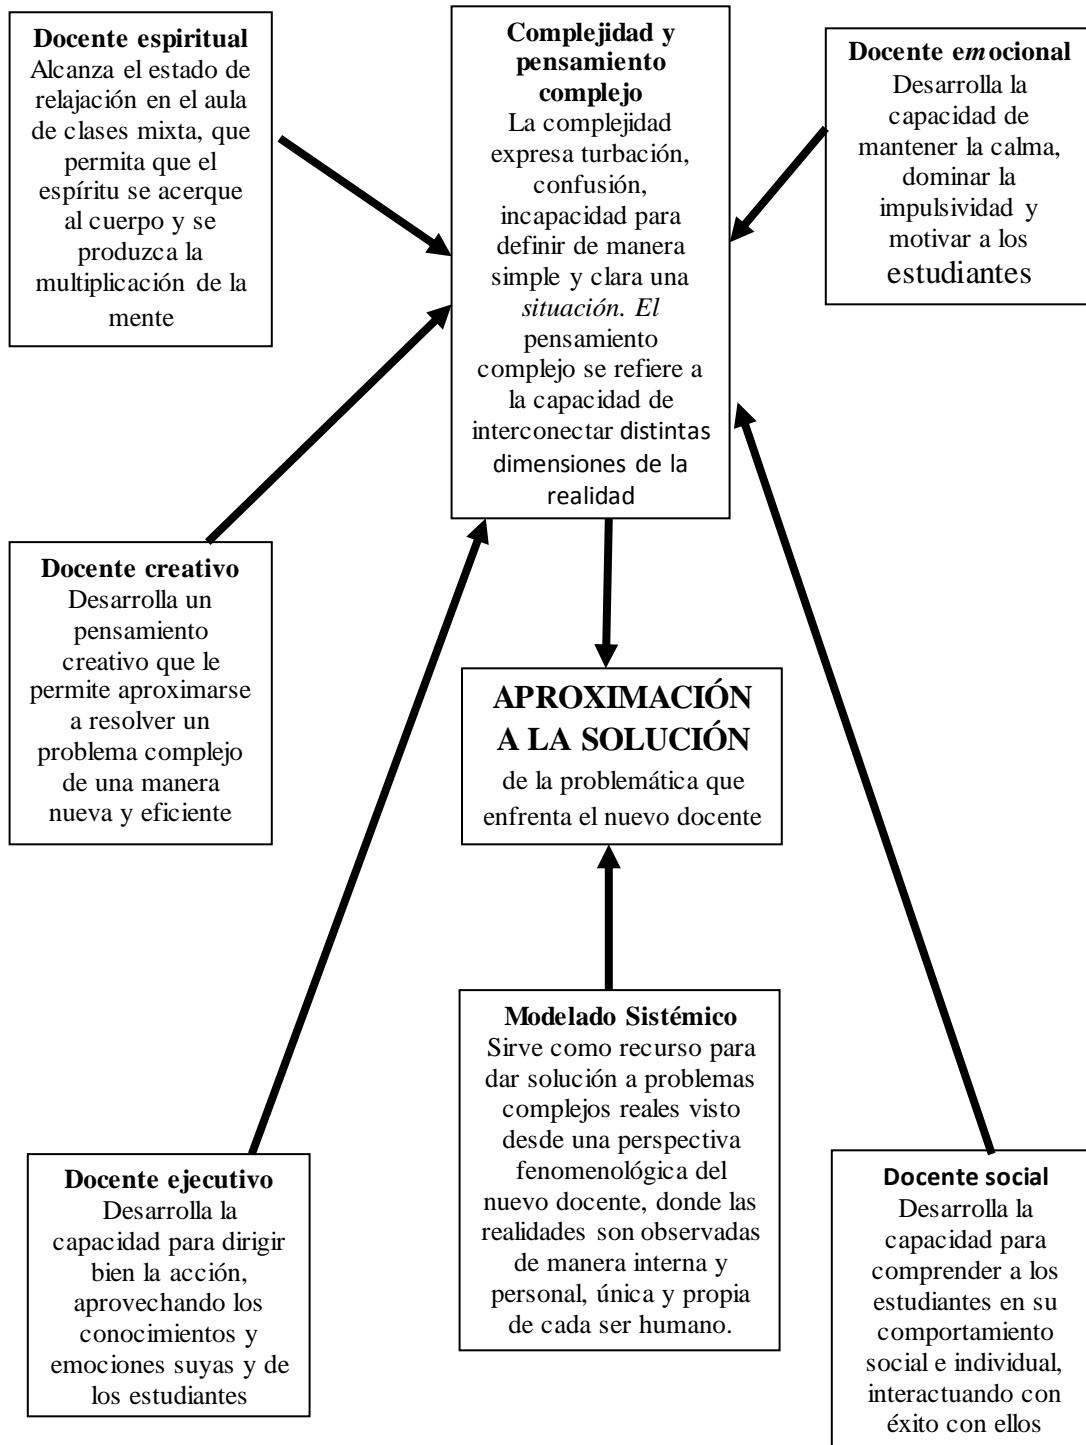 Docente espiritual
Alcanza el estado de
relajación en el aula
de clases mixta, que
permita que el
espíritu se acerque
al cuerpo y se
produzca la
multiplicación de la
mente
Complejidad y
pensamiento
complejo
La complejidad
expresa turbación,
confusión,
incapacidad para
definir de manera
simple y clara una
situación. El
pensamiento
complejo se refiere a
la capacidad de
interconectar distintas
dimensiones de la
realidad
Docente emocional
Desarrolla la
capacidad de
mantener la calma,
dominar la
impulsividad y
motivar a los
estudiantes
Docente creativo
Desarrolla un
pensamiento
creativo que le
permite aproximarse
a resolver un
problema complejo
de una manera
nueva y eficiente
APROXIMACIÓN
A LA SOLUCIÓN
de la problemática que
enfrenta el nuevo docente
Docente ejecutivo
Desarrolla la
capacidad para dirigir
bien la acción,
aprovechando los
conocimientos y
emociones suyas y de
los estudiantes
Modelado Sistémico
Sirve como recurso para
dar solución a problemas
complejos reales visto
desde una perspectiva
fenomenológica del
nuevo docente, donde las
realidades son observadas
de manera interna y
personal, única y propia
de cada ser humano.
Docente social
Desarrolla la
capacidad para
comprender a los
estudiantes en su
comportamiento
social e individual,
interactuando con
éxito con ellos